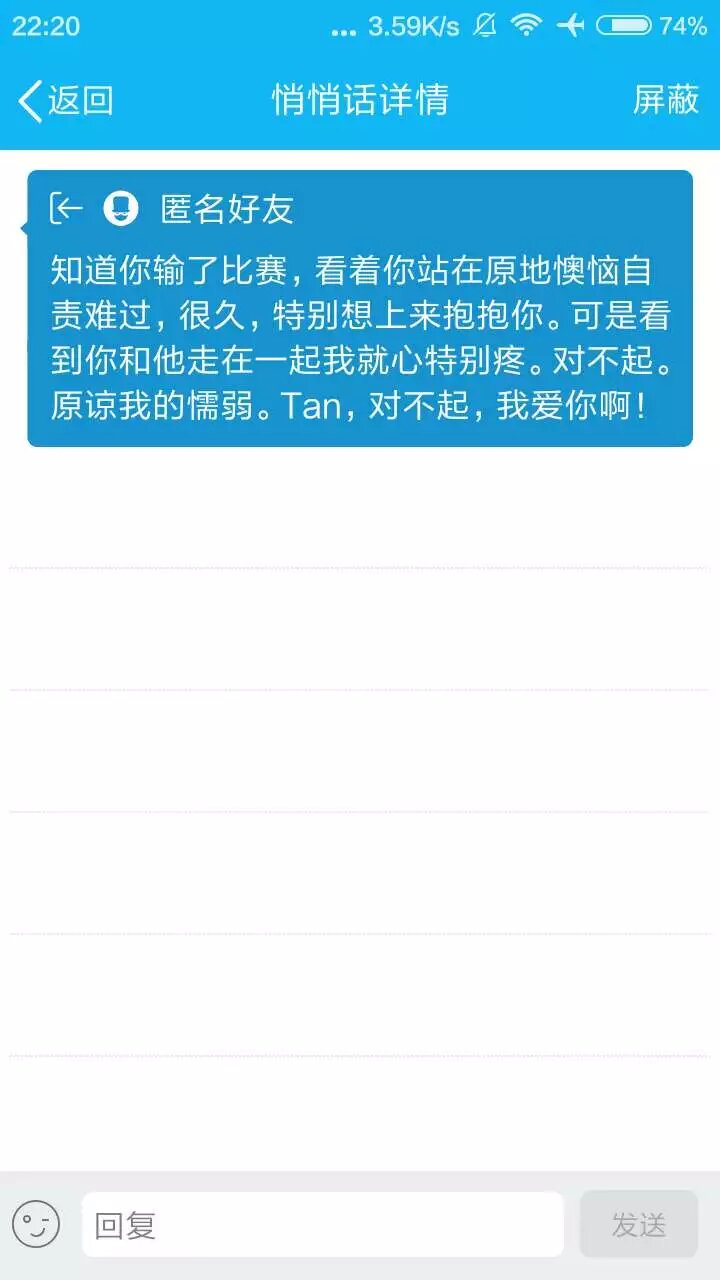 22:20 ... 3.59K/s 74%
返回 悄悄话详情 屏蔽
匿名好友
知道你输了比赛，看着你站在原地懊恼自
责难过，很久，特别想上来抱抱你。可是看
到你和他走在一起我就心特别疼。对不起。
原谅我的懦弱。Tan，对不起，我爱你啊！
回复 发送